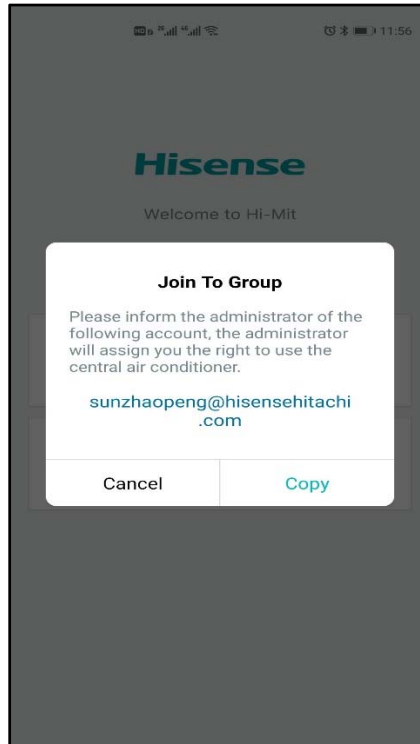 11:56
Hisense
Welcome to Hi-Mit
Join To Group
Please inform the administrator of the
following account, the administrator
will assign you the right to use the
central air conditioner.
sunzhaopeng@hisensehitachi
.com
Cancel Copy